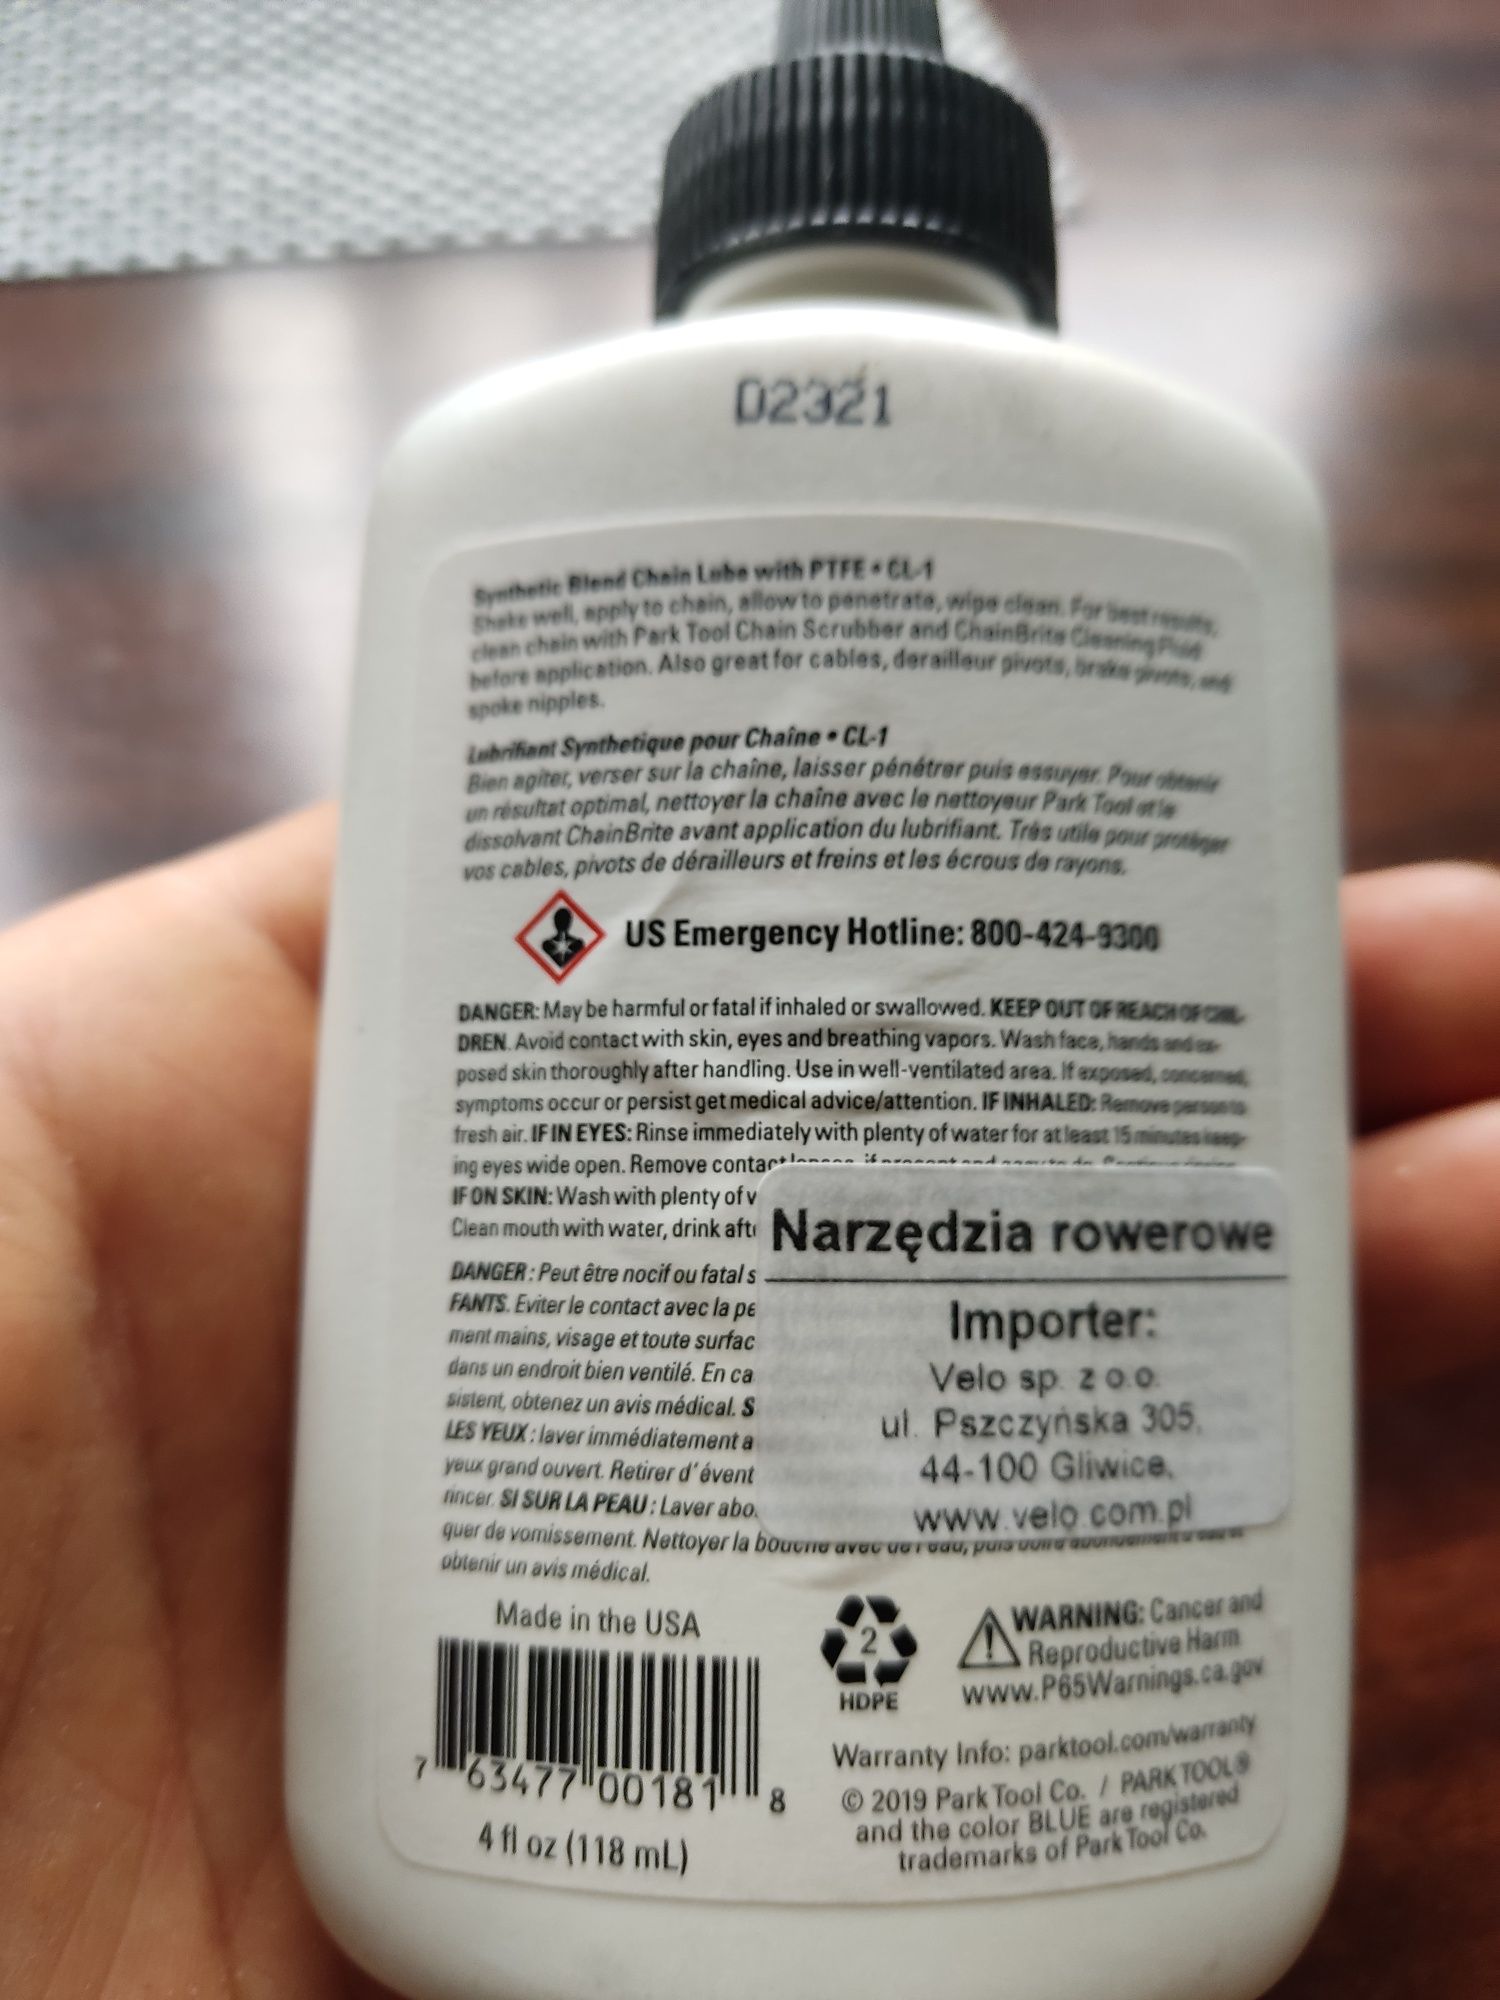 D2321
Synthetic Blend Chain Lube with PTFE • CL-1
Shake well, apply to chain, allow to penetrate, wipe clean. For best results,
clean chain with Park Tool Chain Scrubber and ChainBrite Cleaning Fluid
before application. Also great for cables, derailleur pivots, brake pivots, and
spoke nipples.
Lubrifiant Synthetique pour Chaîne • CL-1
Bien agiter, verser sur la chaîne, laisser pénétrer puis essuyer. Pour obtenir
un résultat optimal, nettoyer la chaîne avec le nettoyeur Park Tool et le
dissolvant ChainBrite avant application du lubrifiant. Très utile pour protéger
vos cables, pivots de dérailleurs et freins et les écrous de rayons.
US Emergency Hotline: 800-424-9300
DANGER: May be harmful or fatal if inhaled or swallowed. KEEP OUT OF REACH OF CHIL-
DREN. Avoid contact with skin, eyes and breathing vapors. Wash face, hands and ex-
posed skin thoroughly after handling. Use in well-ventilated area. If exposed, concerned,
symptoms occur or persist get medical advice/attention. IF INHALED: Remove person to
fresh air. IF IN EYES: Rinse immediately with plenty of water for at least 15 minutes keep-
ing eyes wide open. Remove contact lenses, if present and easy to do.
IF ON SKIN: Wash with plenty of
Clean mouth with water, drink
DANGER : Peut être nocif ou fatal
FANTS. Eviter le contact avec la
ment mains, visage et toute
dans un endroit bien ventilé. En
sistent, obtenez un avis médical.
LES YEUX : laver immédiatement
yeux grand ouvert. Retirer
rincer. SI SUR LA PEAU : Laver
quer de vomissement. Nettoyer la bouche avec de l'eau, puis boire
obtenir un avis médical.
Narzędzia rowerowe
Importer:
Velo sp. z o.o.
ul. Pszczyńska 305,
44-100 Gliwice,
www.velo.com.pl
Made in the USA
7 63477 00181 8
4 fl oz (118 mL)
2
HDPE
WARNING: Cancer and
Reproductive Harm
www.P65Warnings.ca.gov
Warranty Info: parktool.com/warranty
© 2019 Park Tool Co. / PARK TOOL®
and the color BLUE are registered
trademarks of Park Tool Co.